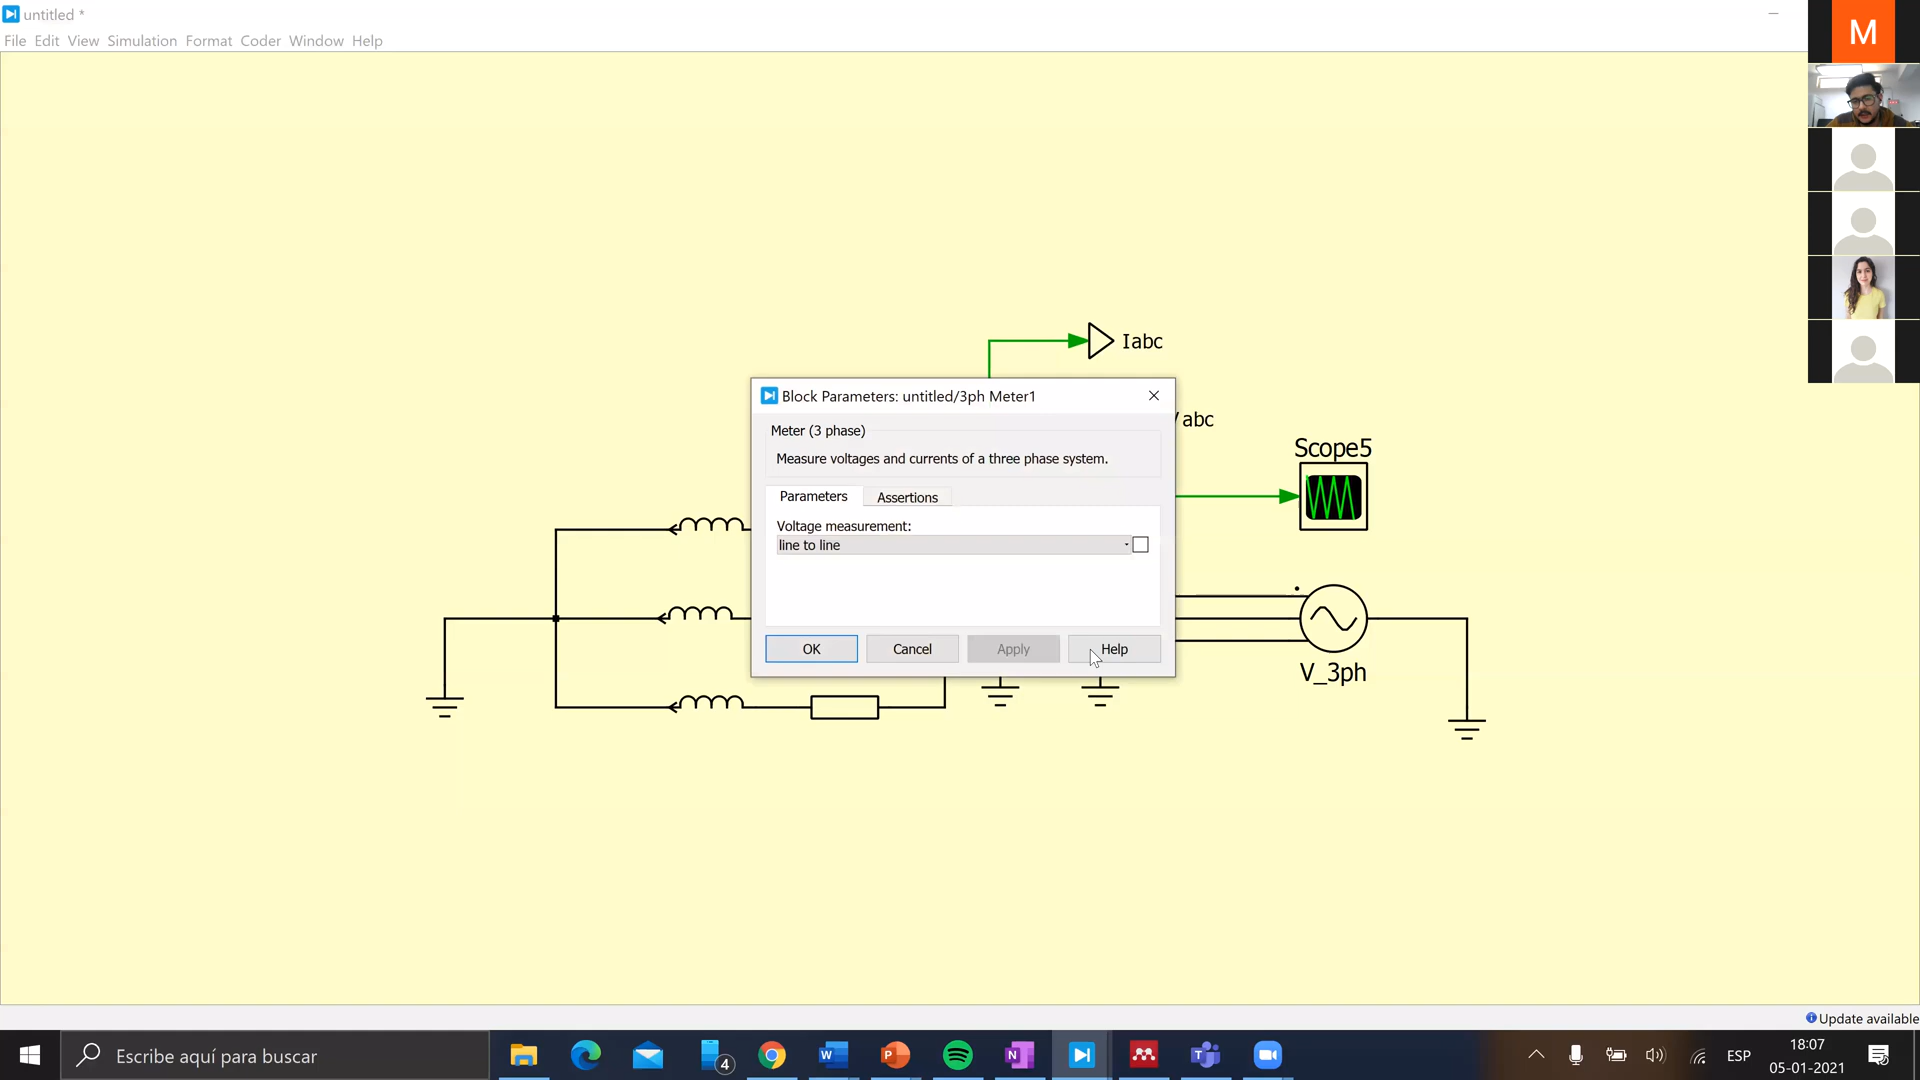 untitled *
File Edit View Simulation Format Coder Window Help
M
Iabc
Block Parameters: untitled/3ph Meter1
abc
Meter (3 phase)
Measure voltages and currents of a three phase system.
Scope5
Parameters Assertions
Voltage measurement:
line to line
OK Cancel Apply Help
V_3ph
Update available
Escribe aquí para buscar
4
W
P
N
T
ESP
18:07
05-01-2021